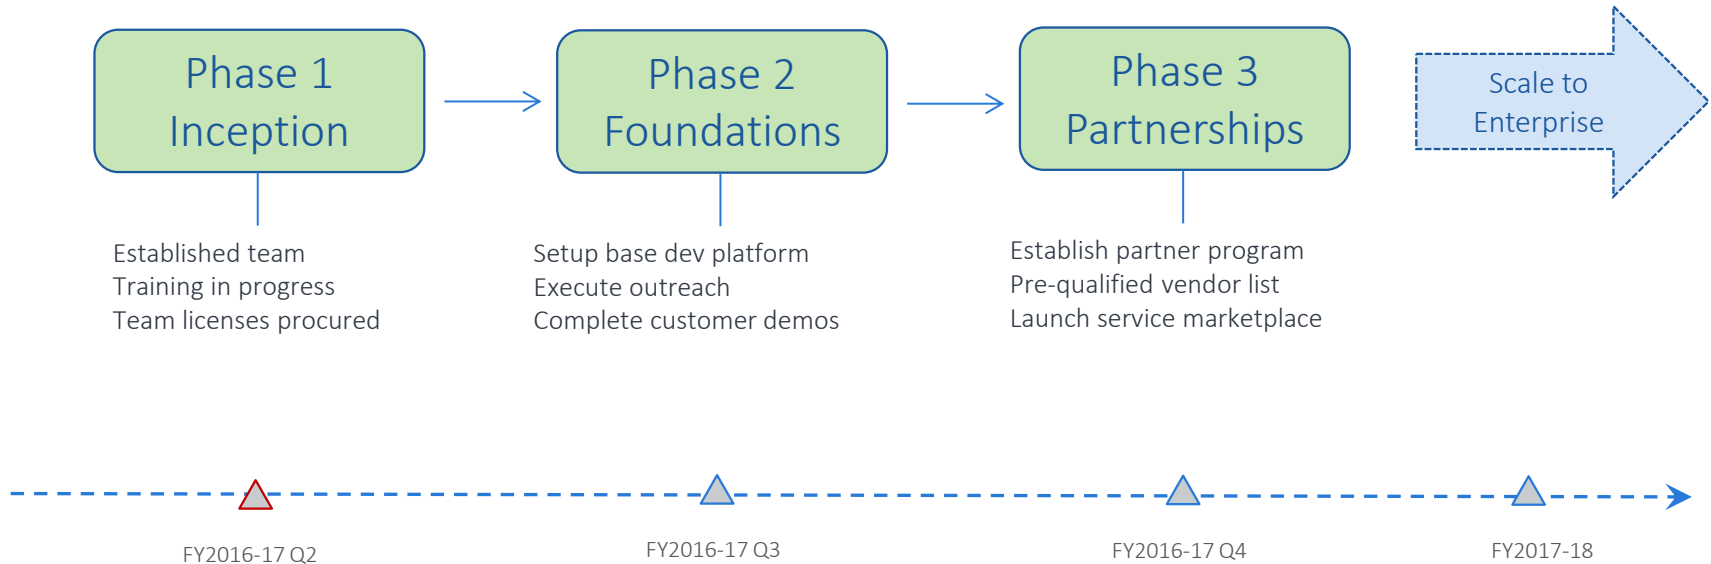 Phase 1
Inception
Phase 2
Foundations
Phase 3
Partnerships
Scale to
Enterprise
Established team
Training in progress
Team licenses procured
Setup base dev platform
Execute outreach
Complete customer demos
Establish partner program
Pre-qualified vendor list
Launch service marketplace
FY2016-17 Q2
FY2016-17 Q3
FY2016-17 Q4
FY2017-18